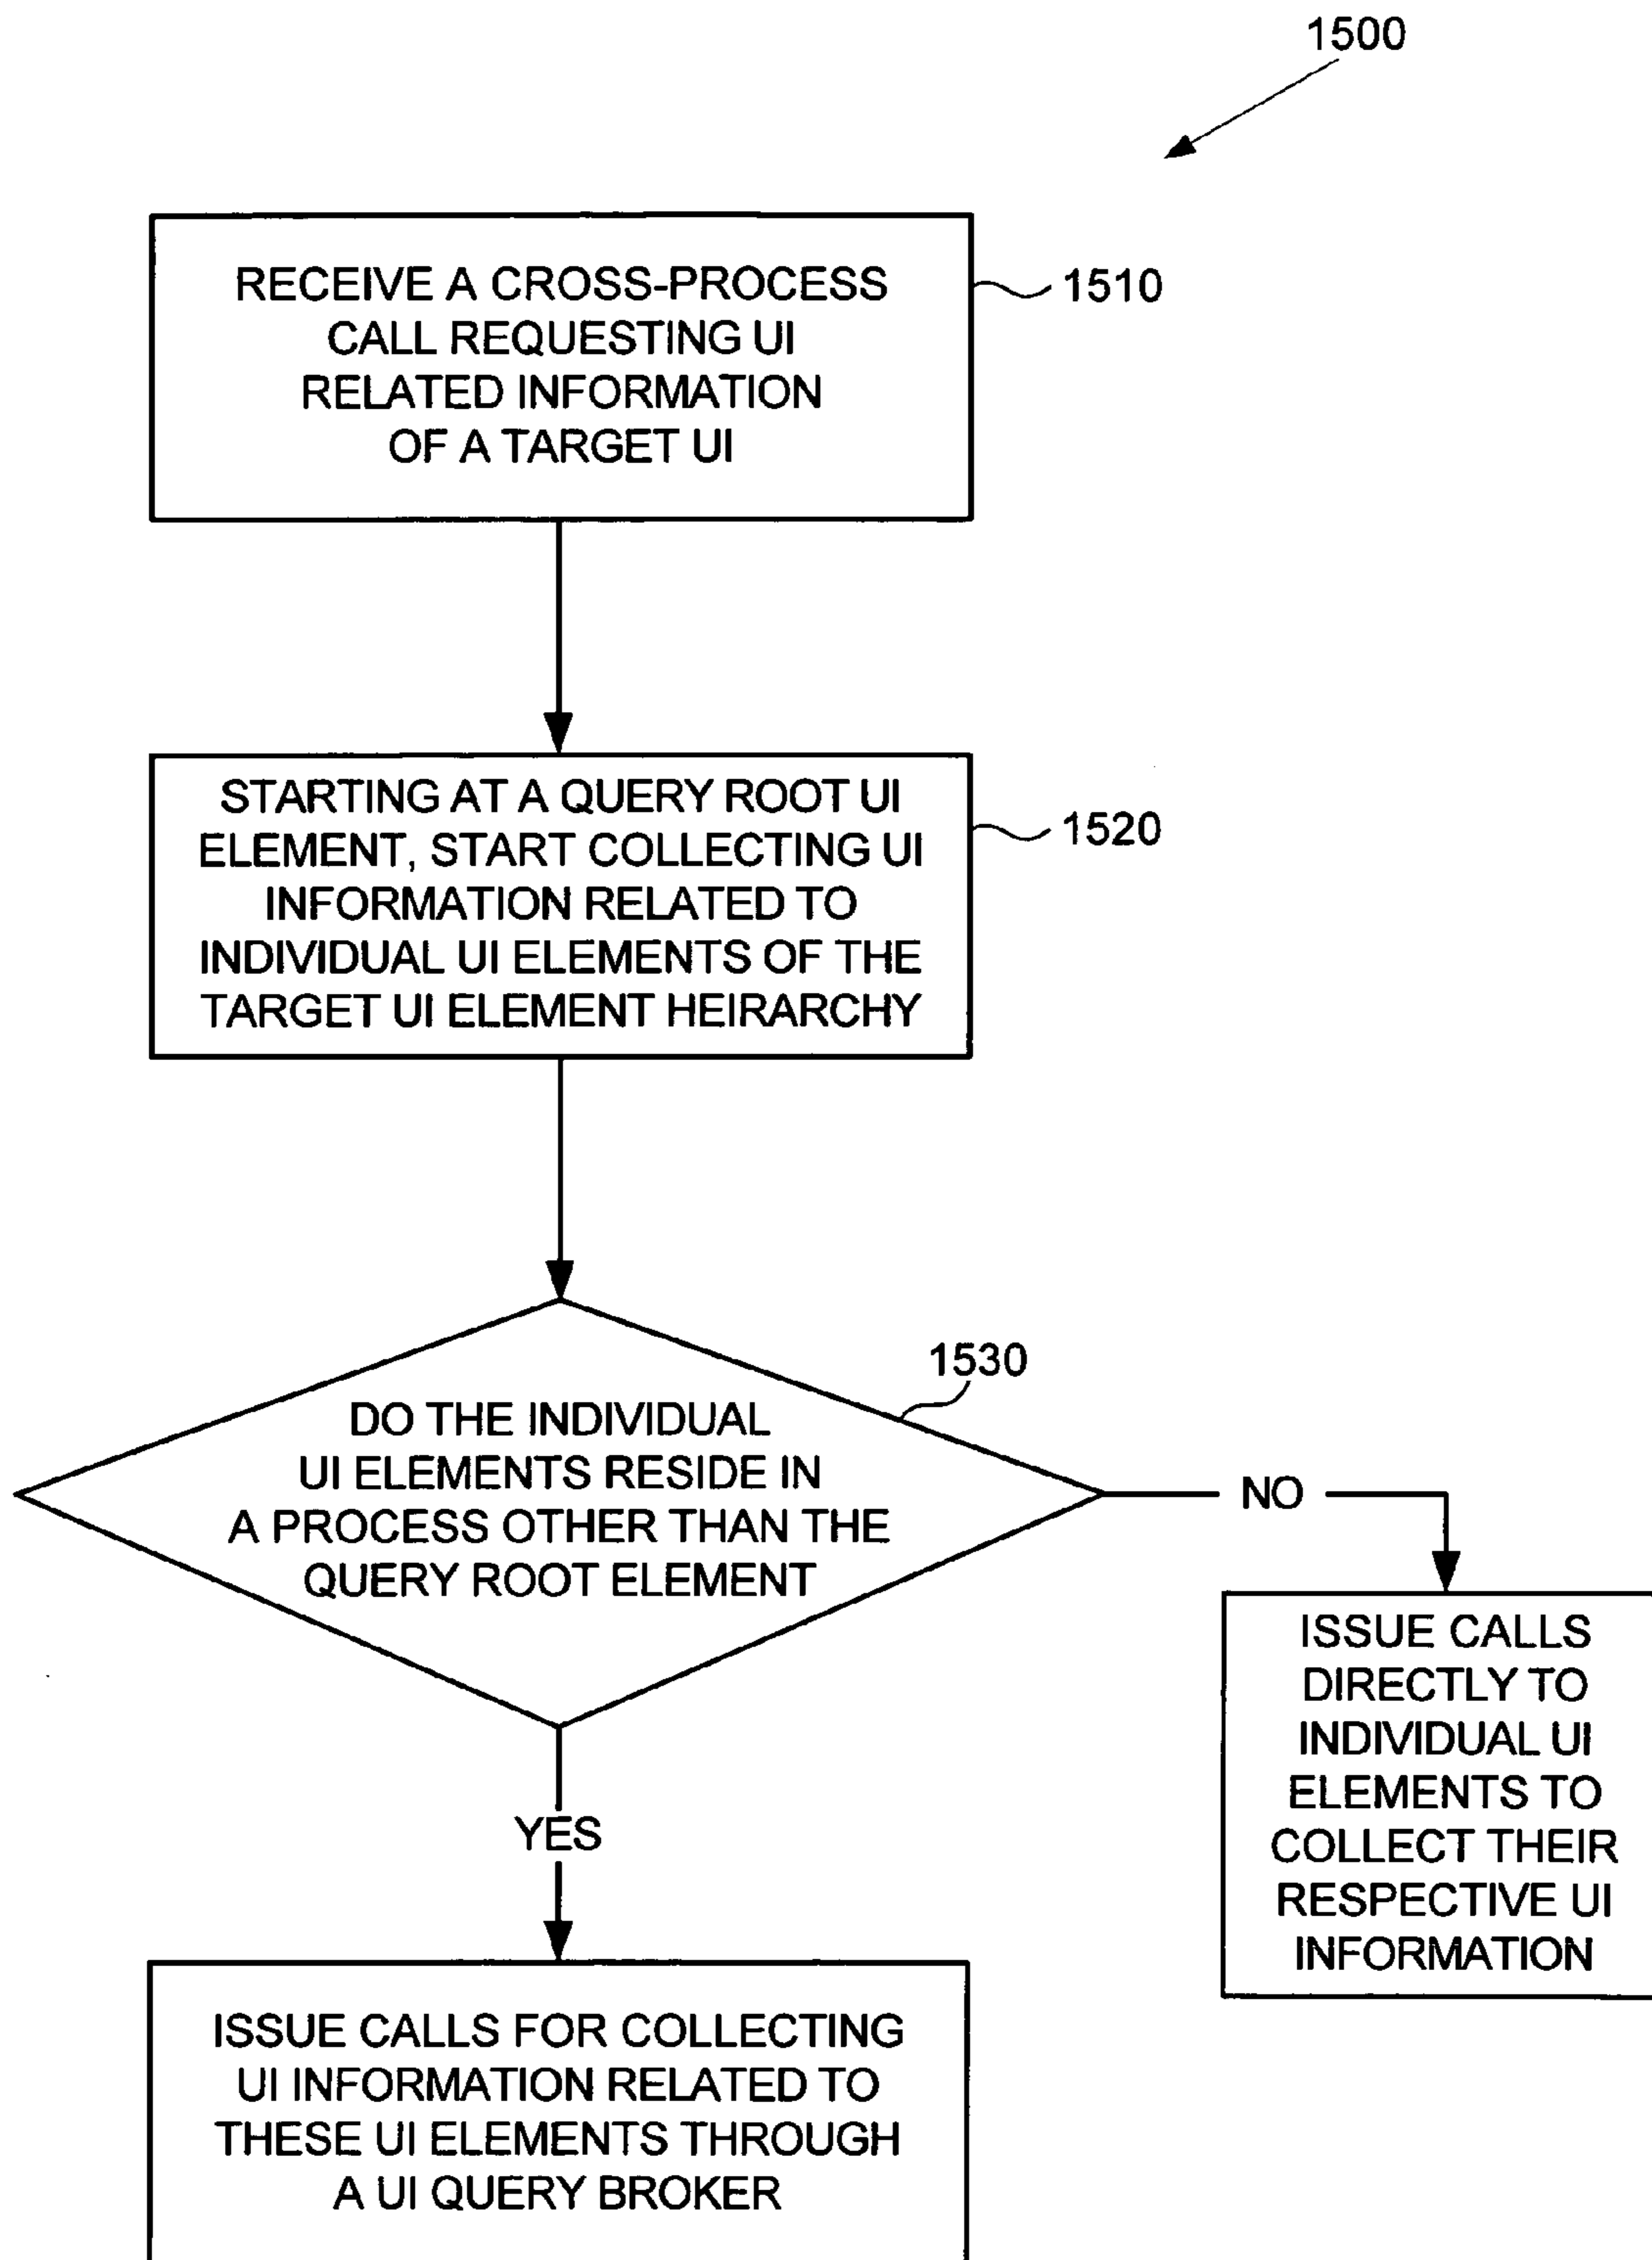 1500
RECEIVE A CROSS-PROCESS
CALL REQUESTING UI
RELATED INFORMATION
OF A TARGET UI
1510
STARTING AT A QUERY ROOT UI
ELEMENT, START COLLECTING UI
INFORMATION RELATED TO
INDIVIDUAL UI ELEMENTS OF THE
TARGET UI ELEMENT HEIRARCHY
1520
1530
DO THE INDIVIDUAL
UI ELEMENTS RESIDE IN
A PROCESS OTHER THAN THE
QUERY ROOT ELEMENT
NO
ISSUE CALLS
DIRECTLY TO
INDIVIDUAL UI
ELEMENTS TO
COLLECT THEIR
RESPECTIVE UI
INFORMATION
YES
ISSUE CALLS FOR COLLECTING
UI INFORMATION RELATED TO
THESE UI ELEMENTS THROUGH
A UI QUERY BROKER